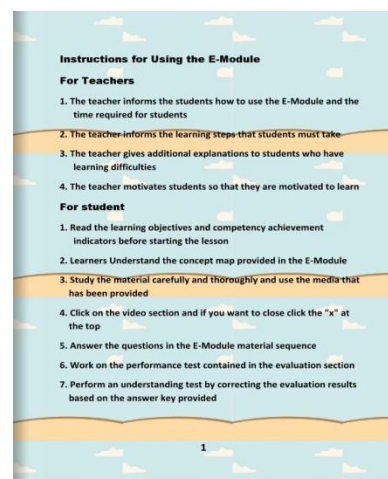 Instructions for Using the E-Module
For Teachers
1. The teacher informs the students how to use the E-Module and the
time required for students
2. The teacher informs the learning steps that students must take
3. The teacher gives additional explanations to students who have
learning difficulties
4. The teacher motivates students so that they are motivated to learn
For student
1. Read the learning objectives and competency achievement
indicators before starting the lesson
2. Learners Understand the concept map provided in the E-Module
3. Study the material carefully and thoroughly and use the media that
has been provided
4. Click on the video section and if you want to close click the "x" at
the top
5. Answer the questions in the E-Module material sequence
6. Work on the performance test contained in the evaluation section
7. Perform an understanding test by correcting the evaluation results
based on the answer key provided
1